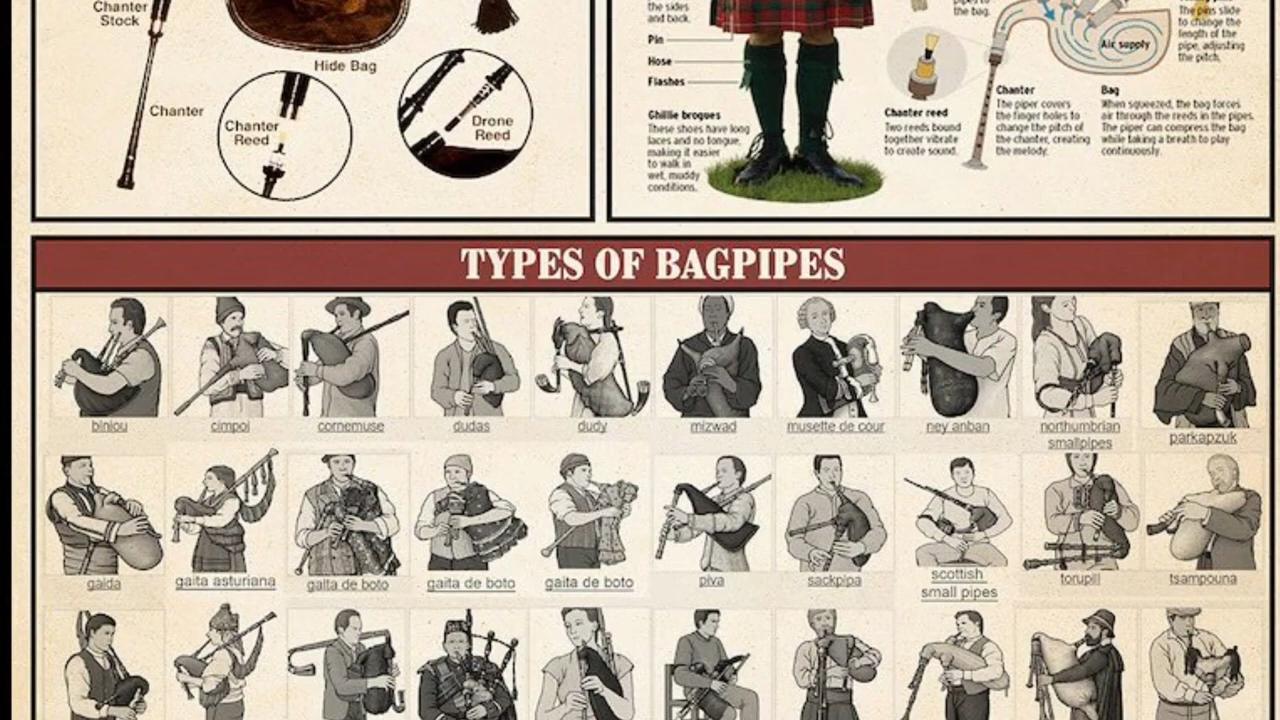 Chanter
Stock
Hide Bag
Chanter
Chanter
Reed
Drone
Reed
the sides
and back.
Pin
Hose
Flashes
Ghillie brogues
These shoes have long
laces and no tongue,
making it easier
to walk in
wet, muddy
conditions.
pipes to
the bag.
Chanter reed
Two reeds bound
together vibrate
to create sound.
Air supply
Chanter
The piper covers
the finger holes to
change the pitch of
the chanter, creating
the melody.
Bag
When squeezed, the bag forces
air through the reeds in the pipes.
The piper can compress the bag
while taking a breath to play
continuously.
The pins slide
to change the
length of the
pipe, adjusting
the pitch.
TYPES OF BAGPIPES
biniou
cimpoi
cornemuse
dudas
dudy
mizwad
musette de cour
ney anban
northumbrian
smallpipes
parkapzuk
gaida
gaita asturiana
gaita de boto
gaita de boto
gaita de boto
piva
sackpipa
scottish
small pipes
torupill
tsampouna